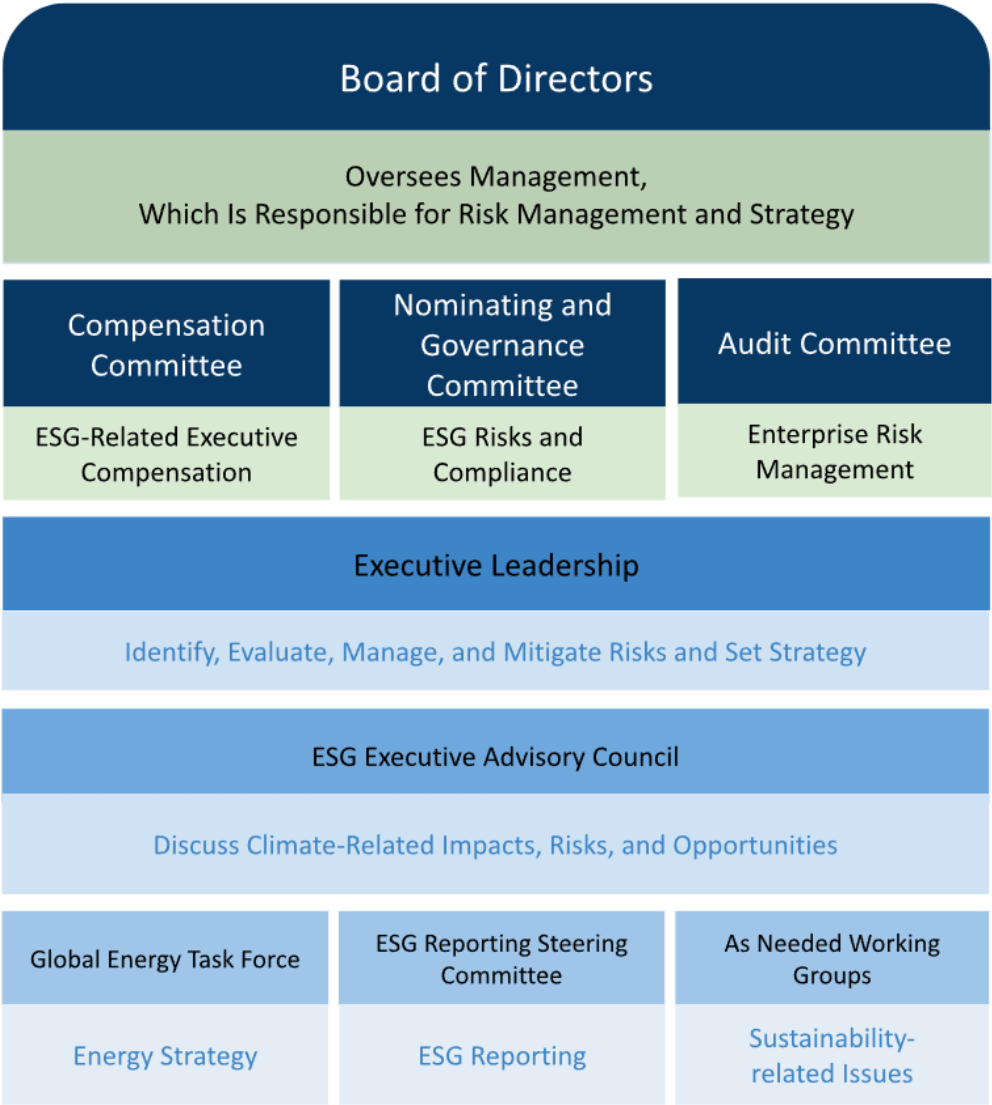 Board of Directors
Oversees Management,
Which Is Responsible for Risk Management and Strategy
Compensation
Committee
ESG-Related Executive
Compensation
Nominating and
Governance
Committee
ESG Risks and
Compliance
Audit Committee
Enterprise Risk
Management
Executive Leadership
Identify, Evaluate, Manage, and Mitigate Risks and Set Strategy
ESG Executive Advisory Council
Discuss Climate-Related Impacts, Risks, and Opportunities
Global Energy Task Force
Energy Strategy
ESG Reporting Steering
Committee
ESG Reporting
As Needed Working
Groups
Sustainability-
related Issues